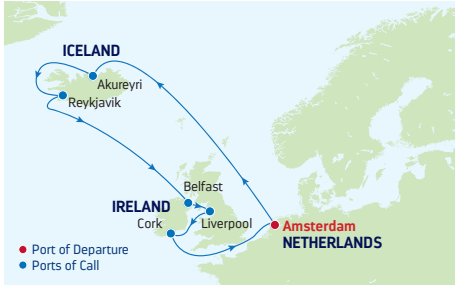 ICELAND
Akureyri
Reykjavik
Belfast
IRELAND
Cork
Liverpool
Amsterdam
NETHERLANDS
Port of Departure
Ports of Call